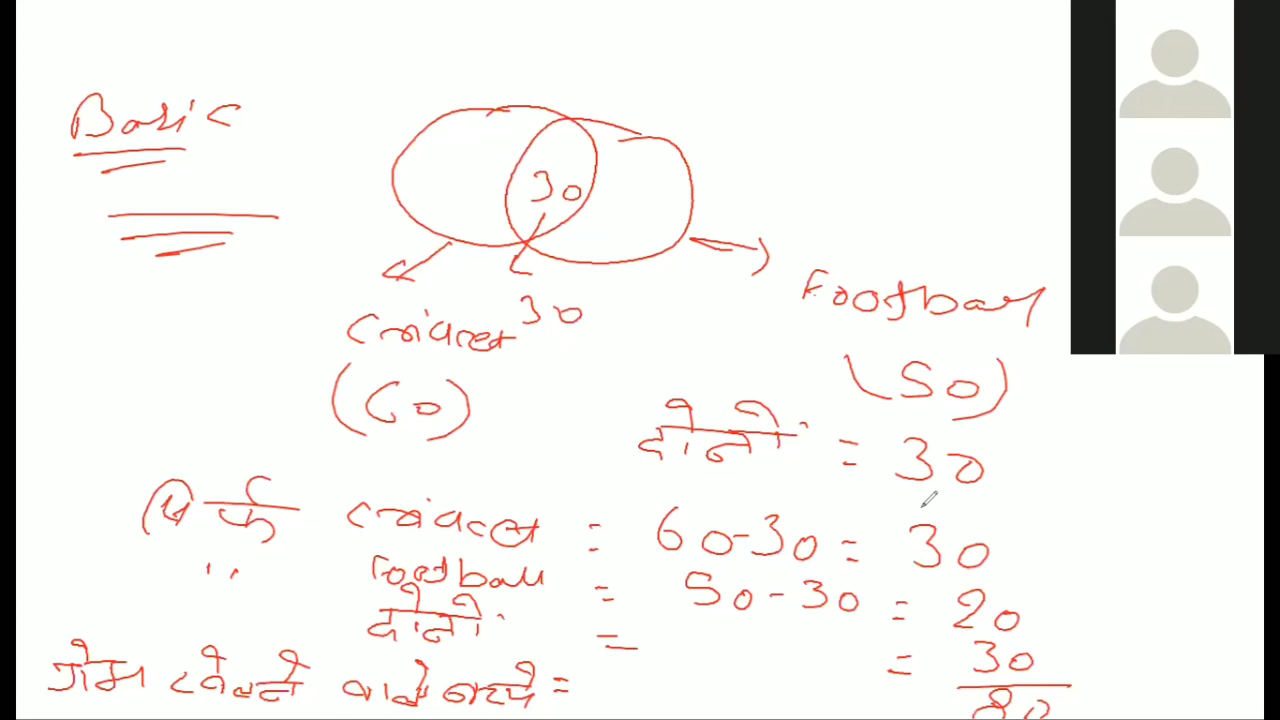 Basic
30
30
Cricket
Football
(60)
(50)
दोनों = 30
सिर्फ cricket = 60-30 = 30
,, Football = 50-30 = 20
दोनों = = 30
गेम खेलने वाले बच्चे = 80